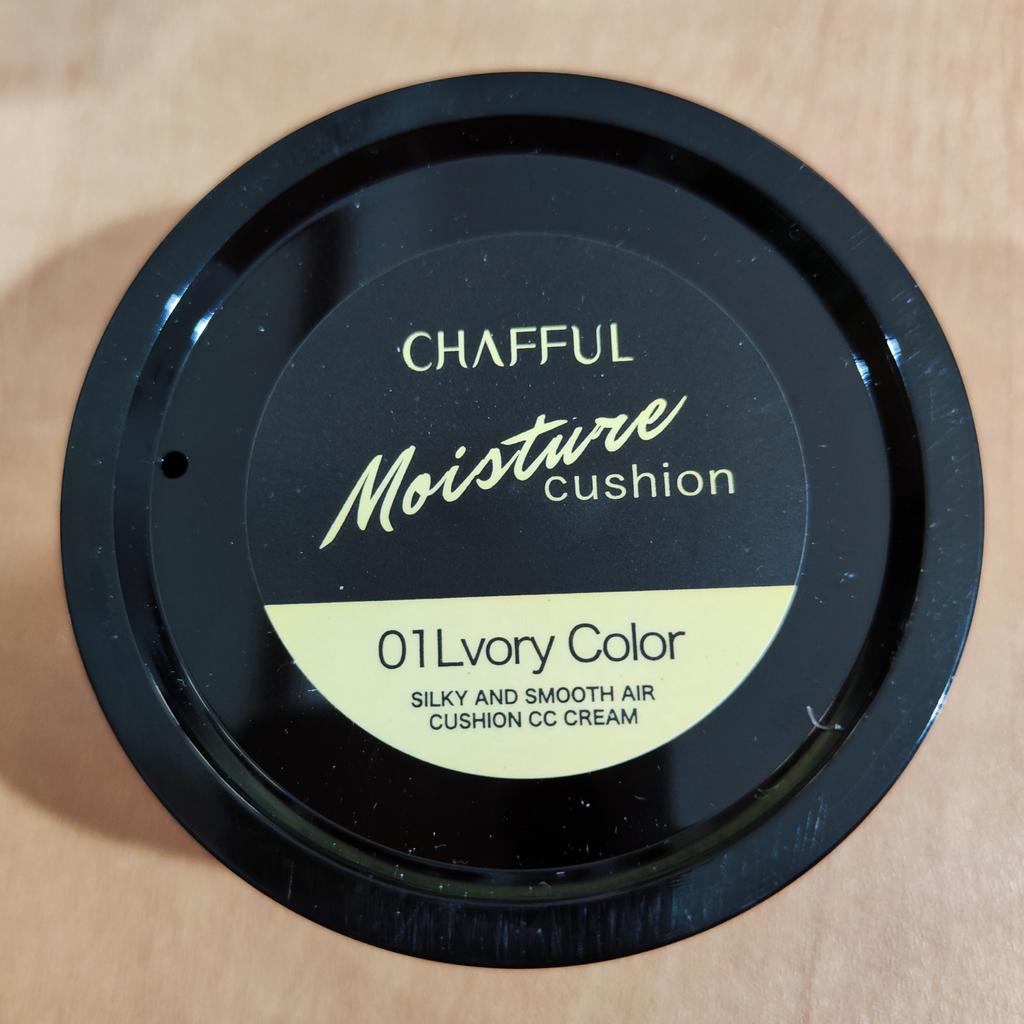 CHAFFUL
Moisture
cushion
01Lvory Color
SILKY AND SMOOTH AIR
CUSHION CC CREAM